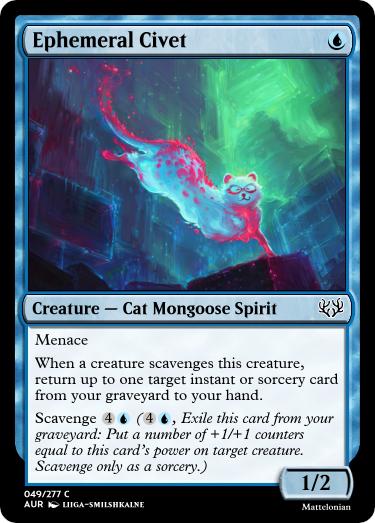 Ephemeral Civet
Creature — Cat Mongoose Spirit
Menace
When a creature scavenges this creature,
return up to one target instant or sorcery card
from your graveyard to your hand.
Scavenge 4 (4, Exile this card from your
graveyard: Put a number of +1/+1 counters
equal to this card's power on target creature.
Scavenge only as a sorcery.)
1/2
049/277 C
AUR LIIGA-SMILSHKALNE
Mattelonian